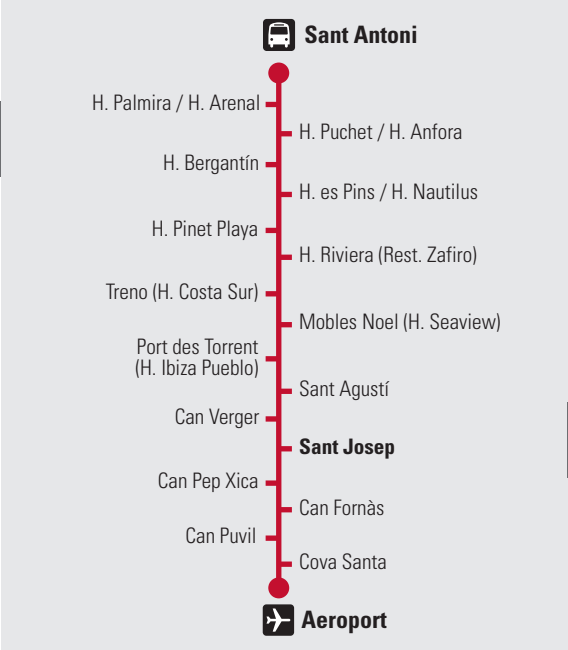 Sant Antoni
H. Palmira / H. Arenal
H. Puchet / H. Anfora
H. Bergantín
H. es Pins / H. Nautilus
H. Pinet Playa
H. Riviera (Rest. Zafiro)
Treno (H. Costa Sur)
Mobles Noel (H. Seaview)
Port des Torrent
(H. Ibiza Pueblo)
Sant Agustí
Can Verger
Sant Josep
Can Pep Xica
Can Fornàs
Can Puvil
Cova Santa
Aeroport